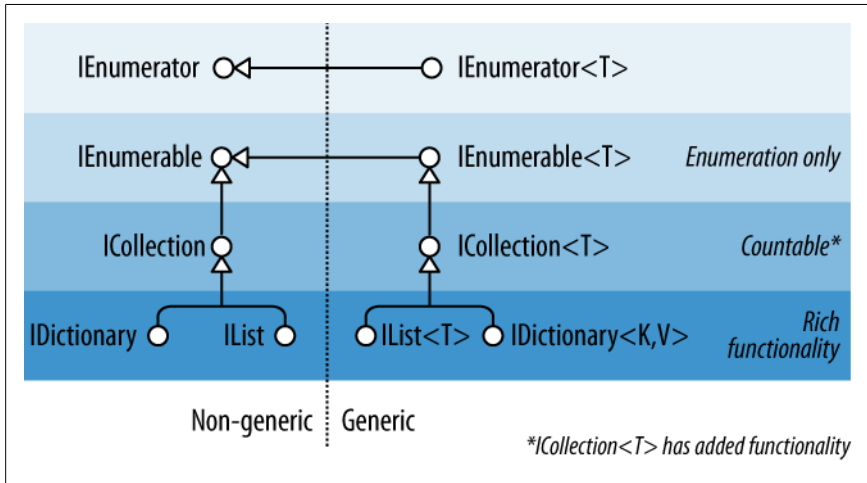 IEnumerator IEnumerator<T>
IEnumerable IEnumerable<T> Enumeration only
ICollection ICollection<T> Countable*
IDictionary IList IList<T> IDictionary<K,V> Rich
functionality
Non-generic Generic
*ICollection<T> has added functionality